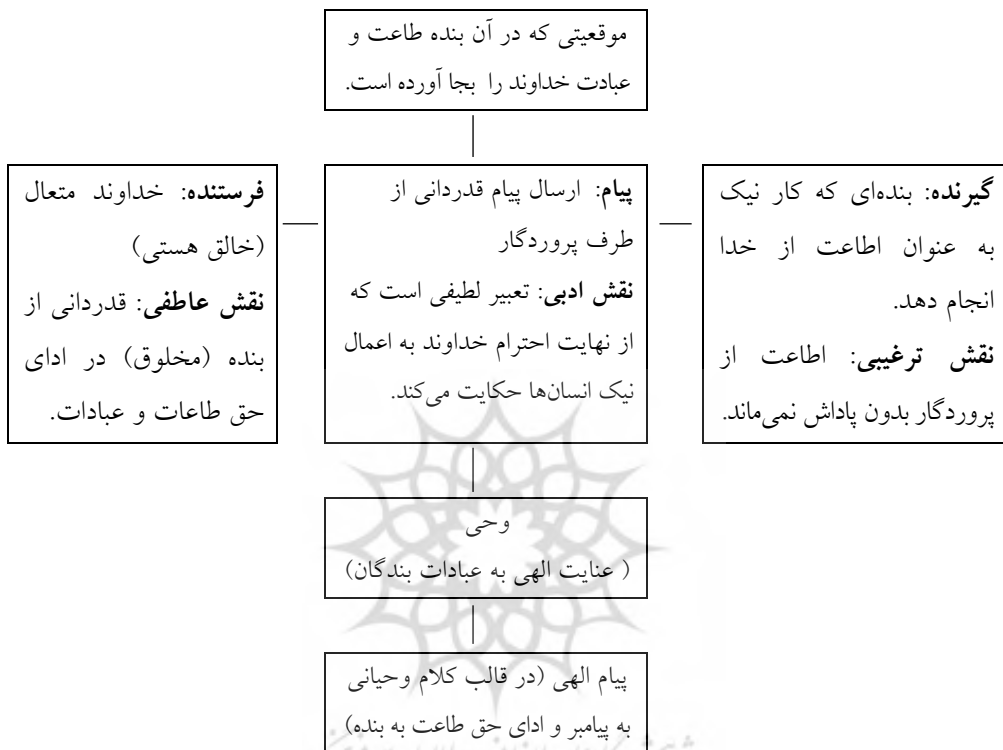 موقعیتی که در آن بنده طاعت و
عبادت خداوند را بجا آورده است.
گیرنده: بنده‌ای که کار نیک
به عنوان اطاعت از خدا
انجام دهد.
نقش ترغیبی: اطاعت از
پروردگار بدون پاداش نمی‌ماند.
پیام: ارسال پیام قدردانی از
طرف پروردگار
نقش ادبی: تعبیر لطیفی است که
از نهایت احترام خداوند به اعمال
نیک انسان‌ها حکایت می‌کند.
فرستنده: خداوند متعال
(خالق هستی)
نقش عاطفی: قدردانی از
بنده (مخلوق) در ادای
حق طاعات و عبادات.
وحی
( عنایت الهی به عبادات بندگان)
پیام الهی (در قالب کلام وحیانی
به پیامبر و ادای حق طاعت به بنده)